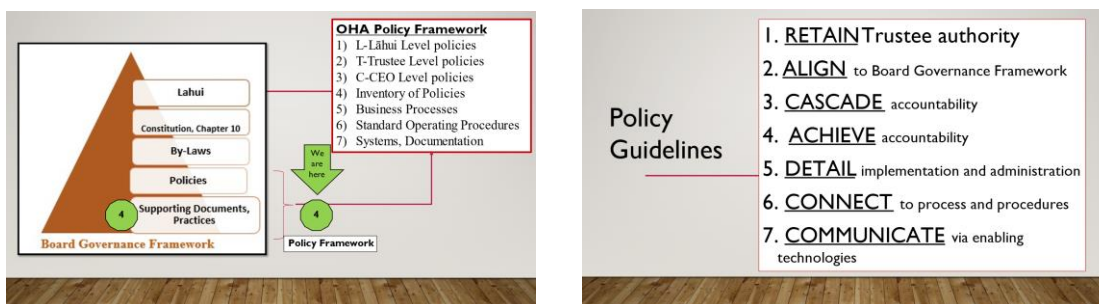 OHA Policy Framework
1) L-Lāhui Level policies
2) T-Trustee Level policies
3) C-CEO Level policies
4) Inventory of Policies
5) Business Processes
6) Standard Operating Procedures
7) Systems, Documentation
Lahui
Constitution, Chapter 10
By-Laws
Policies
4
Supporting Documents,
Practices
Board Governance Framework
We
are
here
4
Policy Framework
Policy
Guidelines
1. RETAIN Trustee authority
2. ALIGN to Board Governance Framework
3. CASCADE accountability
4. ACHIEVE accountability
5. DETAIL implementation and administration
6. CONNECT to process and procedures
7. COMMUNICATE via enabling
technologies